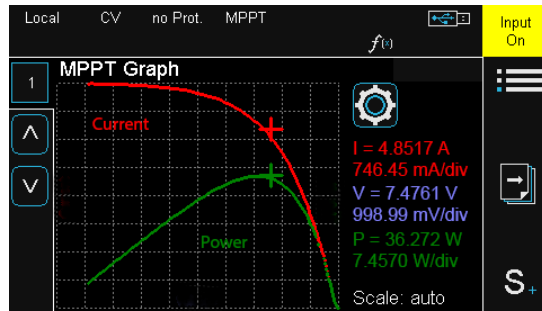 Local CV no Prot. MPPT
Input
On
f(x)
MPPT Graph
1
Current
Power
I = 4.8517 A
746.45 mA/div
V = 7.4761 V
998.99 mV/div
P = 36.272 W
7.4570 W/div
Scale: auto
S+